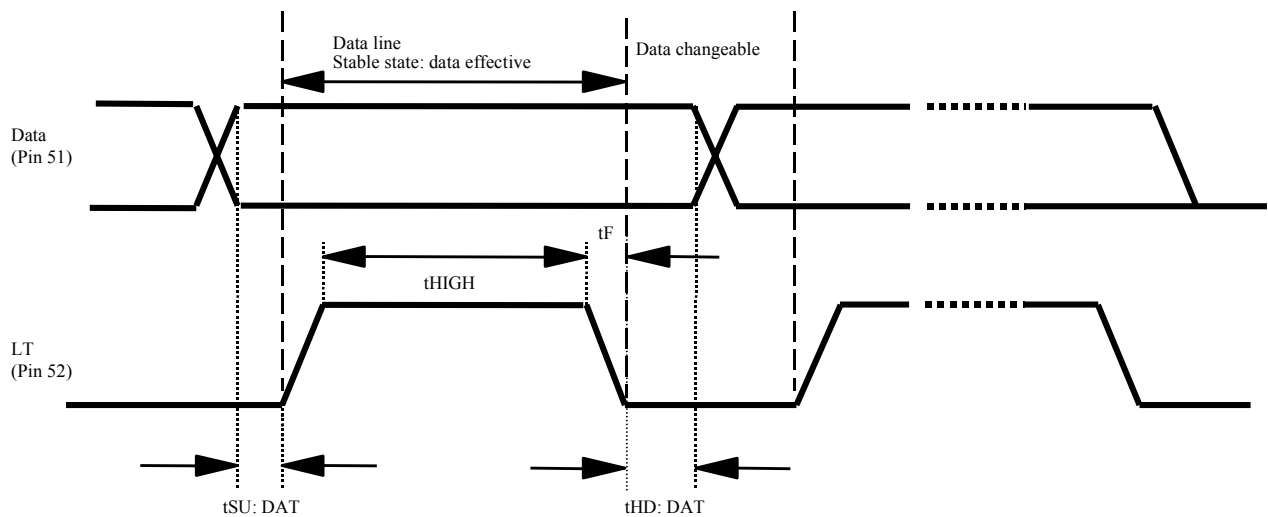 Data line
Stable state: data effective
Data changeable
Data
(Pin 51)
tF
tHIGH
LT
(Pin 52)
tSU: DAT
tHD: DAT